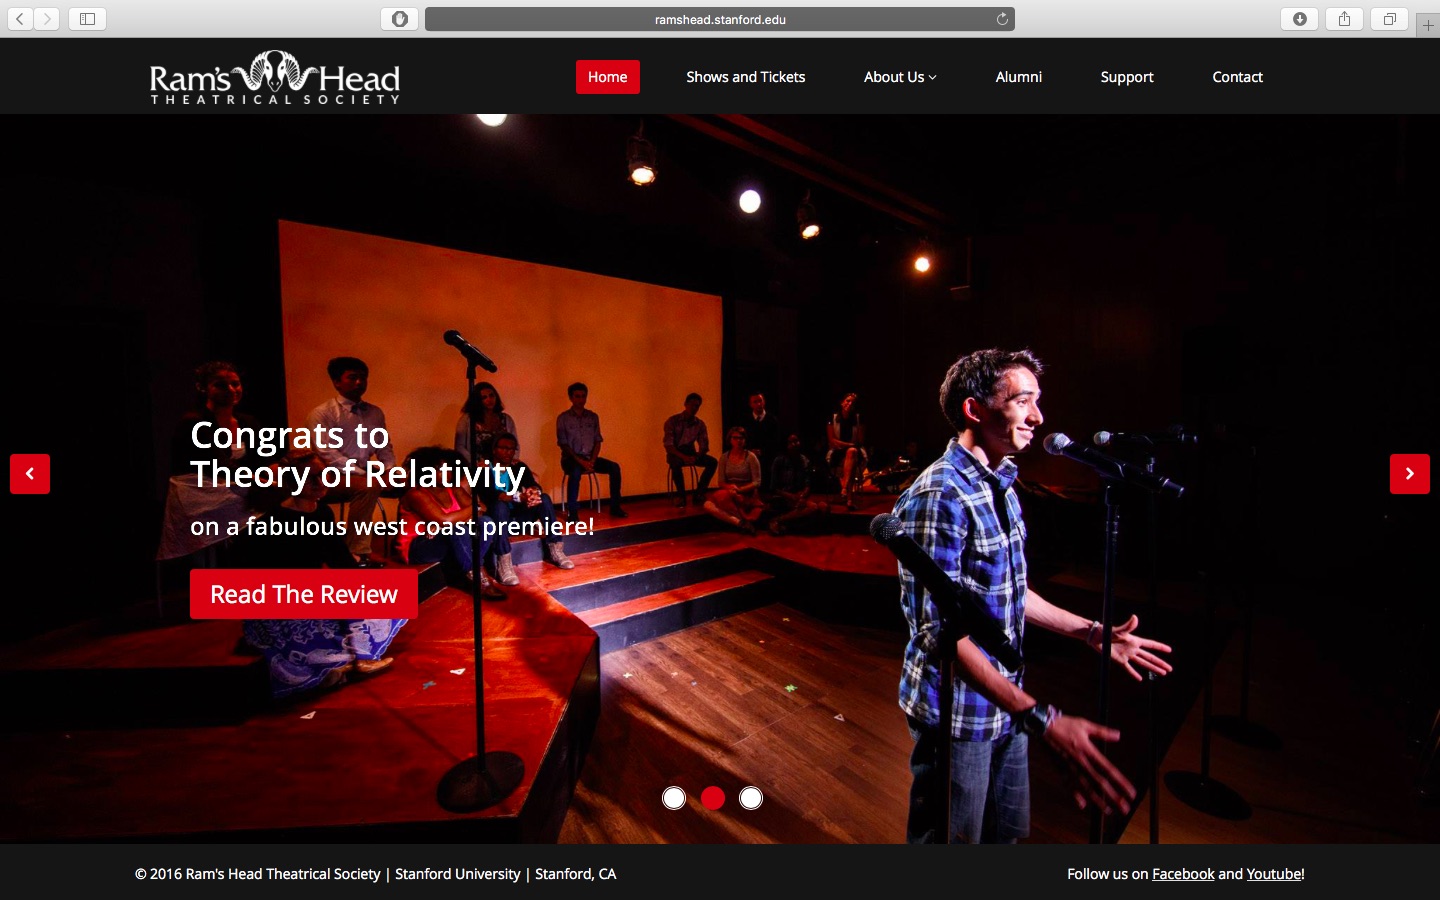 ramshead.stanford.edu
Ram's Head
THEATRICAL SOCIETY
Home
Shows and Tickets
About Us
Alumni
Support
Contact
Congrats to
Theory of Relativity
on a fabulous west coast premiere!
Read The Review
© 2016 Ram's Head Theatrical Society | Stanford University | Stanford, CA
Follow us on Facebook and Youtube!